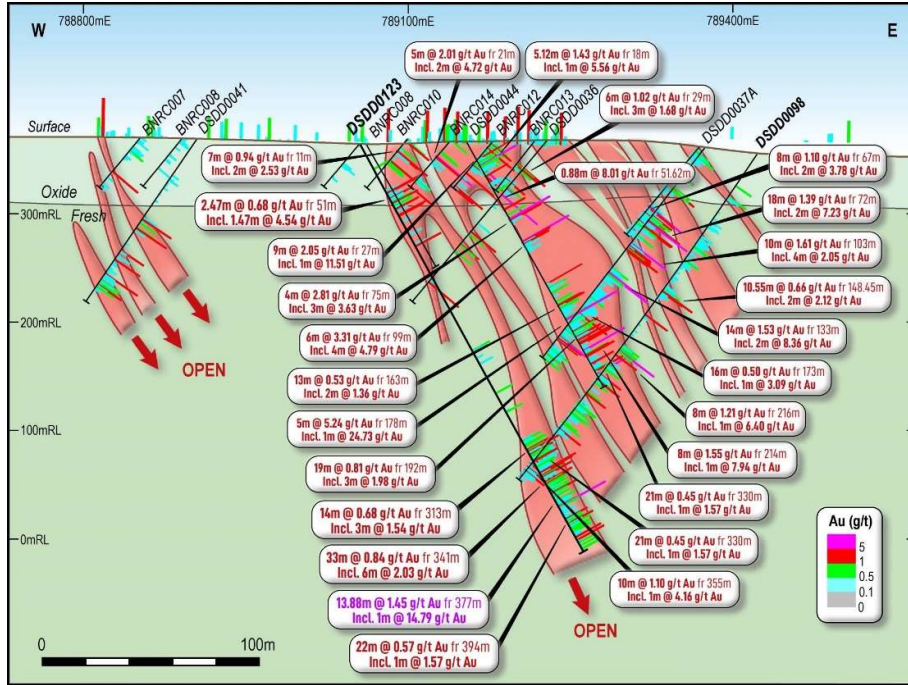 788800mE
789100mE
789400mE
W
E
Surface
Oxide
Fresh
300mRL
200mRL
100mRL
0mRL
BNRC007
BNRC008
DSDD0041
DSDD0123
BNRC008
BNRC010
BNRC014
DSDD0044
BNRC012
BNRC013
DSDD0036
DSDD0037A
DSDD0098
5m @ 2.01 g/t Au fr 21m
Incl. 2m @ 4.72 g/t Au
5.12m @ 1.43 g/t Au fr 18m
Incl. 1m @ 5.56 g/t Au
6m @ 1.02 g/t Au fr 29m
Incl. 3m @ 1.68 g/t Au
7m @ 0.94 g/t Au fr 11m
Incl. 2m @ 2.53 g/t Au
0.88m @ 8.01 g/t Au fr 51.62m
8m @ 1.10 g/t Au fr 67m
Incl. 2m @ 3.78 g/t Au
2.47m @ 0.68 g/t Au fr 51m
Incl. 1.47m @ 4.54 g/t Au
18m @ 1.39 g/t Au fr 72m
Incl. 2m @ 7.23 g/t Au
9m @ 2.05 g/t Au fr 27m
Incl. 1m @ 11.51 g/t Au
10m @ 1.61 g/t Au fr 103m
Incl. 4m @ 2.05 g/t Au
4m @ 2.81 g/t Au fr 75m
Incl. 3m @ 3.63 g/t Au
10.55m @ 0.66 g/t Au fr 148.45m
Incl. 2m @ 2.12 g/t Au
6m @ 3.31 g/t Au fr 99m
Incl. 4m @ 4.79 g/t Au
14m @ 1.53 g/t Au fr 133m
Incl. 2m @ 8.36 g/t Au
13m @ 0.53 g/t Au fr 163m
Incl. 2m @ 1.36 g/t Au
16m @ 0.50 g/t Au fr 173m
Incl. 1m @ 3.09 g/t Au
5m @ 5.24 g/t Au fr 178m
Incl. 1m @ 24.73 g/t Au
8m @ 1.21 g/t Au fr 216m
Incl. 1m @ 6.40 g/t Au
19m @ 0.81 g/t Au fr 192m
Incl. 3m @ 1.98 g/t Au
8m @ 1.55 g/t Au fr 214m
Incl. 1m @ 7.94 g/t Au
14m @ 0.68 g/t Au fr 313m
Incl. 3m @ 1.54 g/t Au
21m @ 0.45 g/t Au fr 330m
Incl. 1m @ 1.57 g/t Au
33m @ 0.84 g/t Au fr 341m
Incl. 6m @ 2.03 g/t Au
21m @ 0.45 g/t Au fr 330m
Incl. 1m @ 1.57 g/t Au
13.88m @ 1.45 g/t Au fr 377m
Incl. 1m @ 14.79 g/t Au
10m @ 1.10 g/t Au fr 355m
Incl. 1m @ 4.16 g/t Au
22m @ 0.57 g/t Au fr 394m
Incl. 1m @ 1.57 g/t Au
OPEN
OPEN
Au (g/t)
5
1
0.5
0.1
0
0
100m